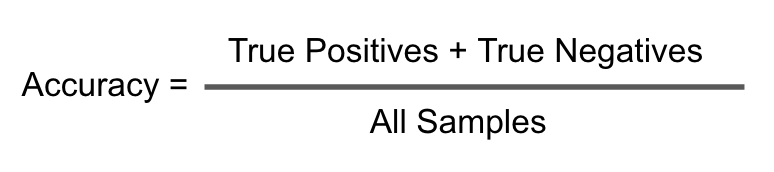 True Positives + True Negatives
Accuracy =
All Samples